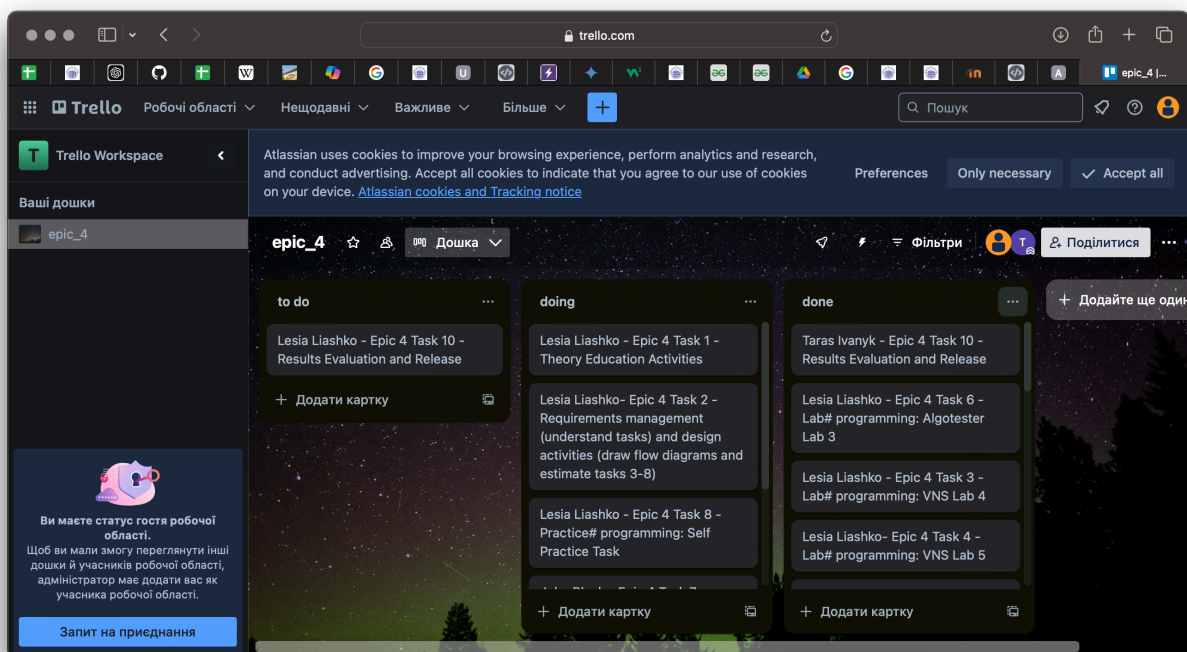 trello.com
epic_4 |...
Trello
Робочі області
Нещодавні
Важливе
Більше
Пошук
T
Trello Workspace
Atlassian uses cookies to improve your browsing experience, perform analytics and research,
and conduct advertising. Accept all cookies to indicate that you agree to our use of cookies
on your device. Atlassian cookies and Tracking notice
Preferences
Only necessary
Accept all
Ваші дошки
epic_4
epic_4
Дошка
Фільтри
T
Поділитися
to do
Lesia Liashko - Epic 4 Task 10 -
Results Evaluation and Release
Додати картку
doing
Lesia Liashko - Epic 4 Task 1 -
Theory Education Activities
Lesia Liashko- Epic 4 Task 2 -
Requirements management
(understand tasks) and design
activities (draw flow diagrams and
estimate tasks 3-8)
Lesia Liashko - Epic 4 Task 8 -
Practice# programming: Self
Practice Task
Додати картку
done
Taras Ivanyk - Epic 4 Task 10 -
Results Evaluation and Release
Lesia Liashko - Epic 4 Task 6 -
Lab# programming: Algotester
Lab 3
Lesia Liashko - Epic 4 Task 3 -
Lab# programming: VNS Lab 4
Lesia Liashko- Epic 4 Task 4 -
Lab# programming: VNS Lab 5
Додати картку
Додайте ще один
Ви маєте статус гостя робочої
області.
Щоб ви мали змогу переглянути інші
дошки й учасників робочої області,
адміністратор має додати вас як
учасника робочої області.
Запит на приєднання